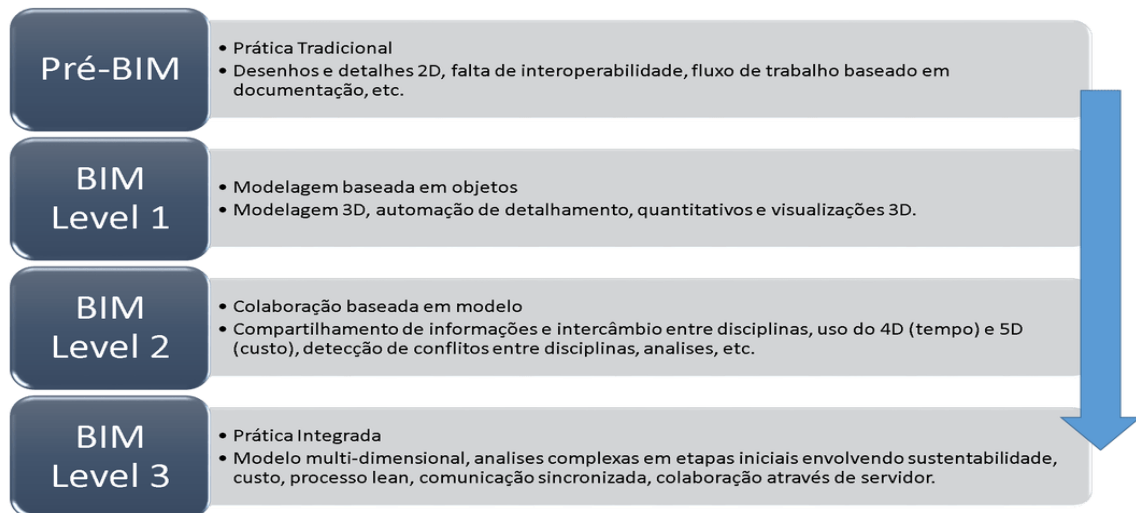 Pré-BIM
• Prática Tradicional
• Desenhos e detalhes 2D, falta de interoperabilidade, fluxo de trabalho baseado em
documentação, etc.
BIM
Level 1
• Modelagem baseada em objetos
• Modelagem 3D, automação de detalhamento, quantitativos e visualizações 3D.
BIM
Level 2
• Colaboração baseada em modelo
• Compartilhamento de informações e intercâmbio entre disciplinas, uso do 4D (tempo) e 5D
(custo), detecção de conflitos entre disciplinas, analises, etc.
BIM
Level 3
• Prática Integrada
• Modelo multi-dimensional, analises complexas em etapas iniciais envolvendo sustentabilidade,
custo, processo lean, comunicação sincronizada, colaboração através de servidor.